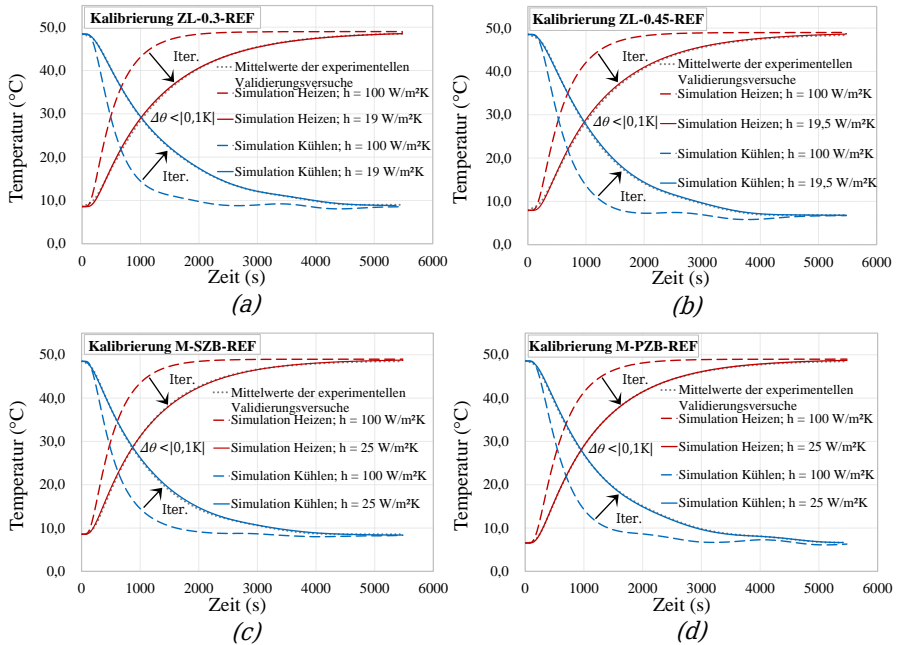 Kalibrierung ZL-0.3-REF
Temperatur (°C)
50,0
40,0
30,0
20,0
10,0
0,0
Iter.
Δθ <|0,1K|
Iter.
Mittelwerte der experimentellen
Validierungsversuche
Simulation Heizen; h = 100 W/m²K
Simulation Heizen; h = 19 W/m²K
Simulation Kühlen; h = 100 W/m²K
Simulation Kühlen; h = 19 W/m²K
0 1000 2000 3000 4000 5000 6000
Zeit (s)
(a)
Kalibrierung ZL-0.45-REF
Temperatur (°C)
50,0
40,0
30,0
20,0
10,0
0,0
Iter.
Δθ <|0,1K|
Iter.
Mittelwerte der experimentellen
Validierungsversuche
Simulation Heizen; h = 100 W/m²K
Simulation Heizen; h = 19,5 W/m²K
Simulation Kühlen; h = 100 W/m²K
Simulation Kühlen; h = 19,5 W/m²K
0 1000 2000 3000 4000 5000 6000
Zeit (s)
(b)
Kalibrierung M-SZB-REF
Temperatur (°C)
50,0
40,0
30,0
20,0
10,0
0,0
Iter.
Δθ <|0,1K|
Iter.
Mittelwerte der experimentellen
Validierungsversuche
Simulation Heizen; h = 100 W/m²K
Simulation Heizen; h = 25 W/m²K
Simulation Kühlen; h = 100 W/m²K
Simulation Kühlen; h = 25 W/m²K
0 1000 2000 3000 4000 5000 6000
Zeit (s)
(c)
Kalibrierung M-PZB-REF
Temperatur (°C)
50,0
40,0
30,0
20,0
10,0
0,0
Iter.
Δθ <|0,1K|
Iter.
Mittelwerte der experimentellen
Validierungsversuche
Simulation Heizen; h = 100 W/m²K
Simulation Heizen; h = 25 W/m²K
Simulation Kühlen; h = 100 W/m²K
Simulation Kühlen; h = 25 W/m²K
0 1000 2000 3000 4000 5000 6000
Zeit (s)
(d)